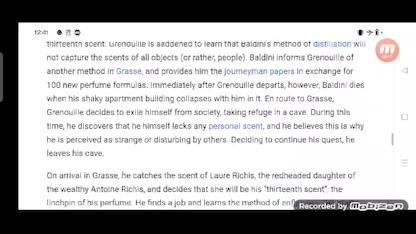 12:41
thirteenth scent. Grenouille is saddened to learn that Baldini's method of distillation will
not capture the scents of all objects (or rather, people). Baldini informs Grenouille of
another method in Grasse, and provides him the journeyman papers in exchange for
100 new perfume formulas. Immediately after Grenouille departs, however, Baldini
dies when his shaky apartment building collapses with him in it. En route to Grasse,
Grenouille decides to exile himself from society, taking refuge in a cave. During this
time, he discovers that he himself lacks any personal scent, and he believes this is why
he is perceived as strange or disturbing by others. Deciding to continue his quest, he
leaves his cave.
On arrival in Grasse, he catches the scent of Laure Richis, the redheaded daughter of
the wealthy Antoine Richis, and decides that she will be his "thirteenth scent", the
linchpin of his perfume. He finds a job and learns the method of
Recorded by Mobizen